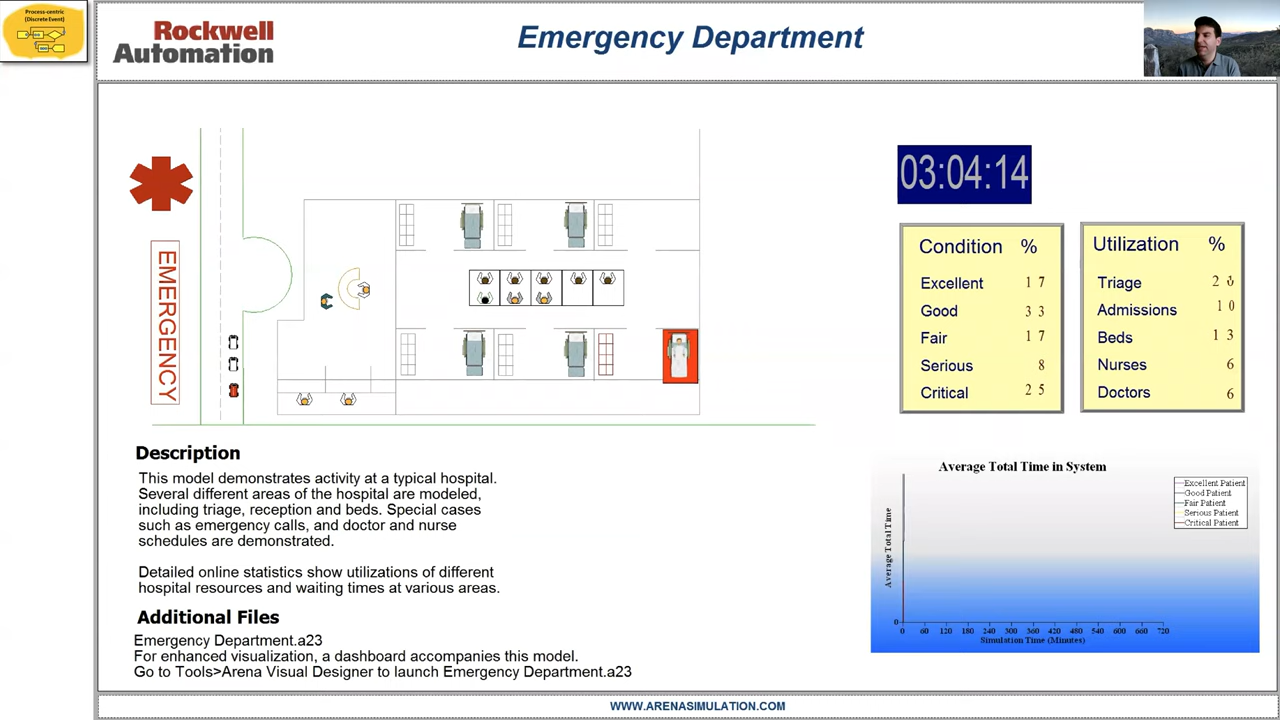 Process-centric
(Discrete Event)
Rockwell
Automation
Emergency Department
EMERGENCY
03:04:14
Condition %
Excellent 17
Good 33
Fair 17
Serious 8
Critical 25
Utilization %
Triage
Admissions 10
Beds 13
Nurses 6
Doctors 6
Description
This model demonstrates activity at a typical hospital.
Several different areas of the hospital are modeled,
including triage, reception and beds. Special cases
such as emergency calls, and doctor and nurse
schedules are demonstrated.
Detailed online statistics show utilizations of different
hospital resources and waiting times at various areas.
Additional Files
Emergency Department.a23
For enhanced visualization, a dashboard accompanies this model.
Go to Tools>Arena Visual Designer to launch Emergency Department.a23
Average Total Time in System
Excellent Patient
Good Patient
Fair Patient
Serious Patient
Critical Patient
Average Total Time
0
0 60 120 180 240 300 360 420 480 540 600 660 720
Simulation Time (Minutes)
WWW.ARENASIMULATION.COM